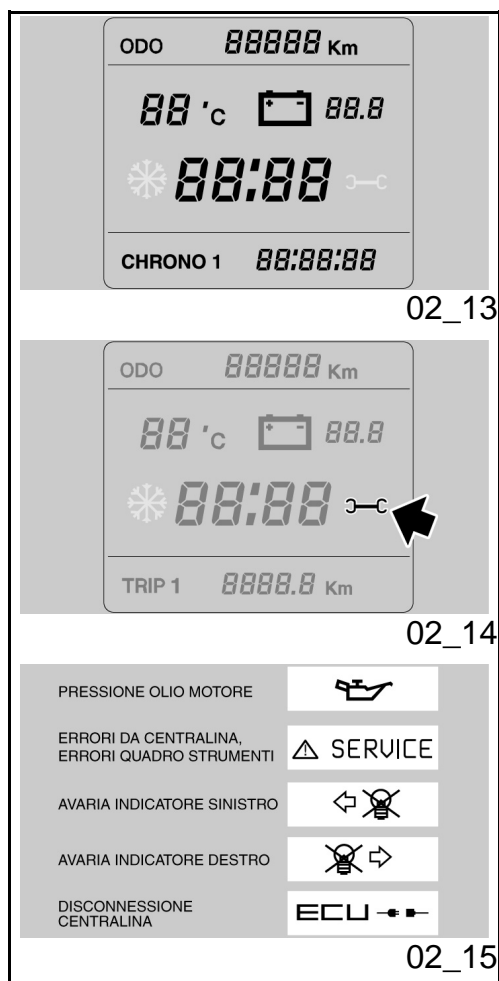 ODO 88888 Km
88 'c 88.8
88:88
CHRONO 1 88:88:88
02_13
ODO 88888 Km
88 'c 88.8
88:88
TRIP 1 8888.8 Km
02_14
PRESSIONE OLIO MOTORE
ERRORI DA CENTRALINA,
ERRORI QUADRO STRUMENTI
SERVICE
AVARIA INDICATORE SINISTRO
AVARIA INDICATORE DESTRO
DISCONNESSIONE
CENTRALINA
ECU
02_15